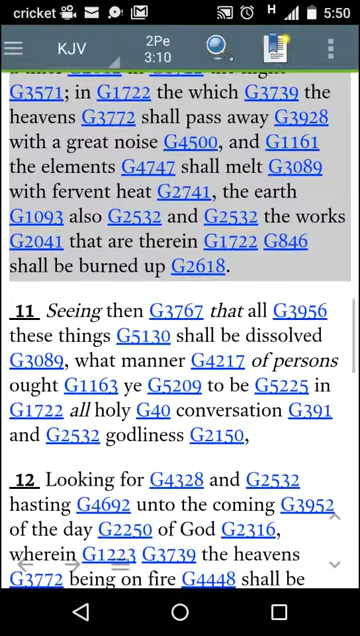 cricket H 5:50
KJV 2Pe 3:10
G3571; in G1722 the which G3739 the
heavens G3772 shall pass away G3928
with a great noise G4500, and G1161
the elements G4747 shall melt G3089
with fervent heat G2741, the earth
G1093 also G2532 and G2532 the works
G2041 that are therein G1722 G846
shall be burned up G2618.
11 Seeing then G3767 that all G3956
these things G5130 shall be dissolved
G3089, what manner G4217 of persons
ought G1163 ye G5209 to be G5225 in
G1722 all holy G40 conversation G391
and G2532 godliness G2150,
12 Looking for G4328 and G2532
hasting G4692 unto the coming G3952
of the day G2250 of God G2316,
wherein G1223 G3739 the heavens
G3772 being on fire G4448 shall be